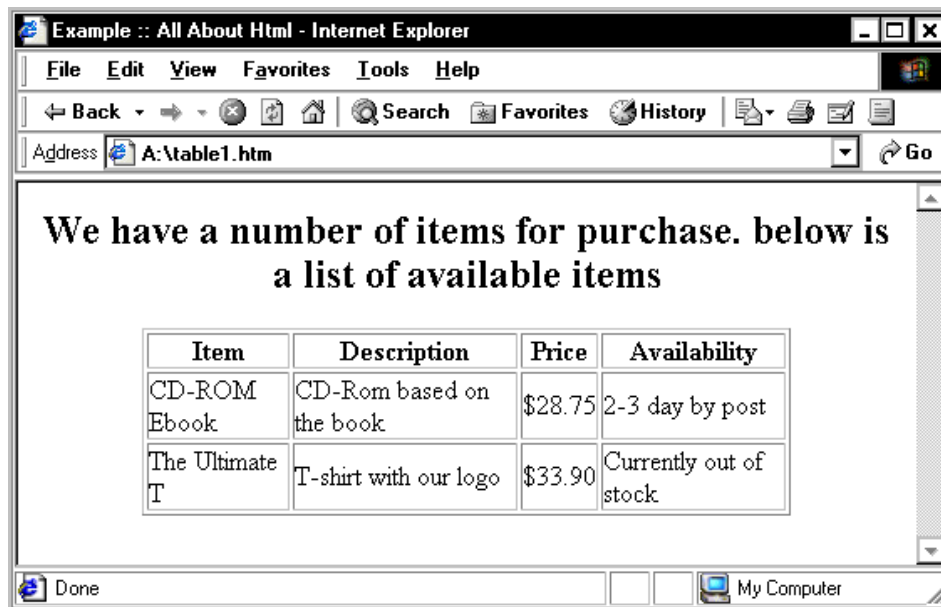 Example :: All About Html - Internet Explorer
File Edit View Favorites Tools Help
Back Search Favorites History
Address A:\table1.htm Go
We have a number of items for purchase. below is
a list of available items
Item Description Price Availability
CD-ROM Ebook CD-Rom based on the book $28.75 2-3 day by post
The Ultimate T T-shirt with our logo $33.90 Currently out of stock
Done My Computer